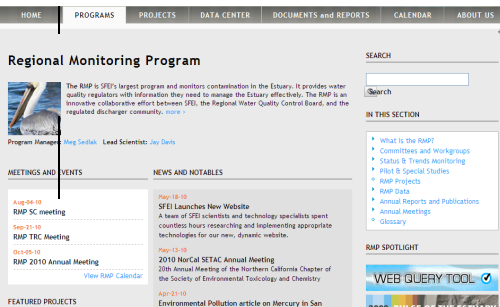 HOME PROGRAMS PROJECTS DATA CENTER DOCUMENTS and REPORTS CALENDAR ABOUT US
Regional Monitoring Program
The RMP is SFEI's largest program and monitors contamination in the Estuary. It provides water
quality regulators with information they need to manage the Estuary effectively. The RMP is an
innovative collaborative effort between SFEI, the Regional Water Quality Control Board, and the
regulated discharger community. more ›
Program Manager: Meg Sedlak Lead Scientist: Jay Davis
MEETINGS AND EVENTS
Aug-04-10
RMP SC meeting
Sep-21-10
RMP TRC Meeting
Oct-05-10
RMP 2010 Annual Meeting
View RMP Calendar
FEATURED PROJECTS
NEWS AND NOTABLES
May-18-10
SFEI Launches New Website
A team of SFEI scientists and technology specialists spent
countless hours researching and implementing appropriate
technologies for our new, dynamic website.
May-13-10
2010 NorCal SETAC Annual Meeting
20th Annual Meeting of the Northern California Chapter of
the Society of Environmental Toxicology and Chemistry
Apr-21-10
Environmental Pollution article on Mercury in San
SEARCH
Search
IN THIS SECTION
What is the RMP?
Committees and Workgroups
Status & Trends Monitoring
Pilot & Special Studies
RMP Projects
RMP Data
Annual Reports and Publications
Annual Meetings
Glossary
RMP SPOTLIGHT
WEB QUERY TOOL